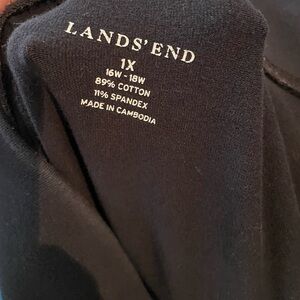 LANDS' END
1X
16W - 18W
89% COTTON
11% SPANDEX
MADE IN CAMBODIA